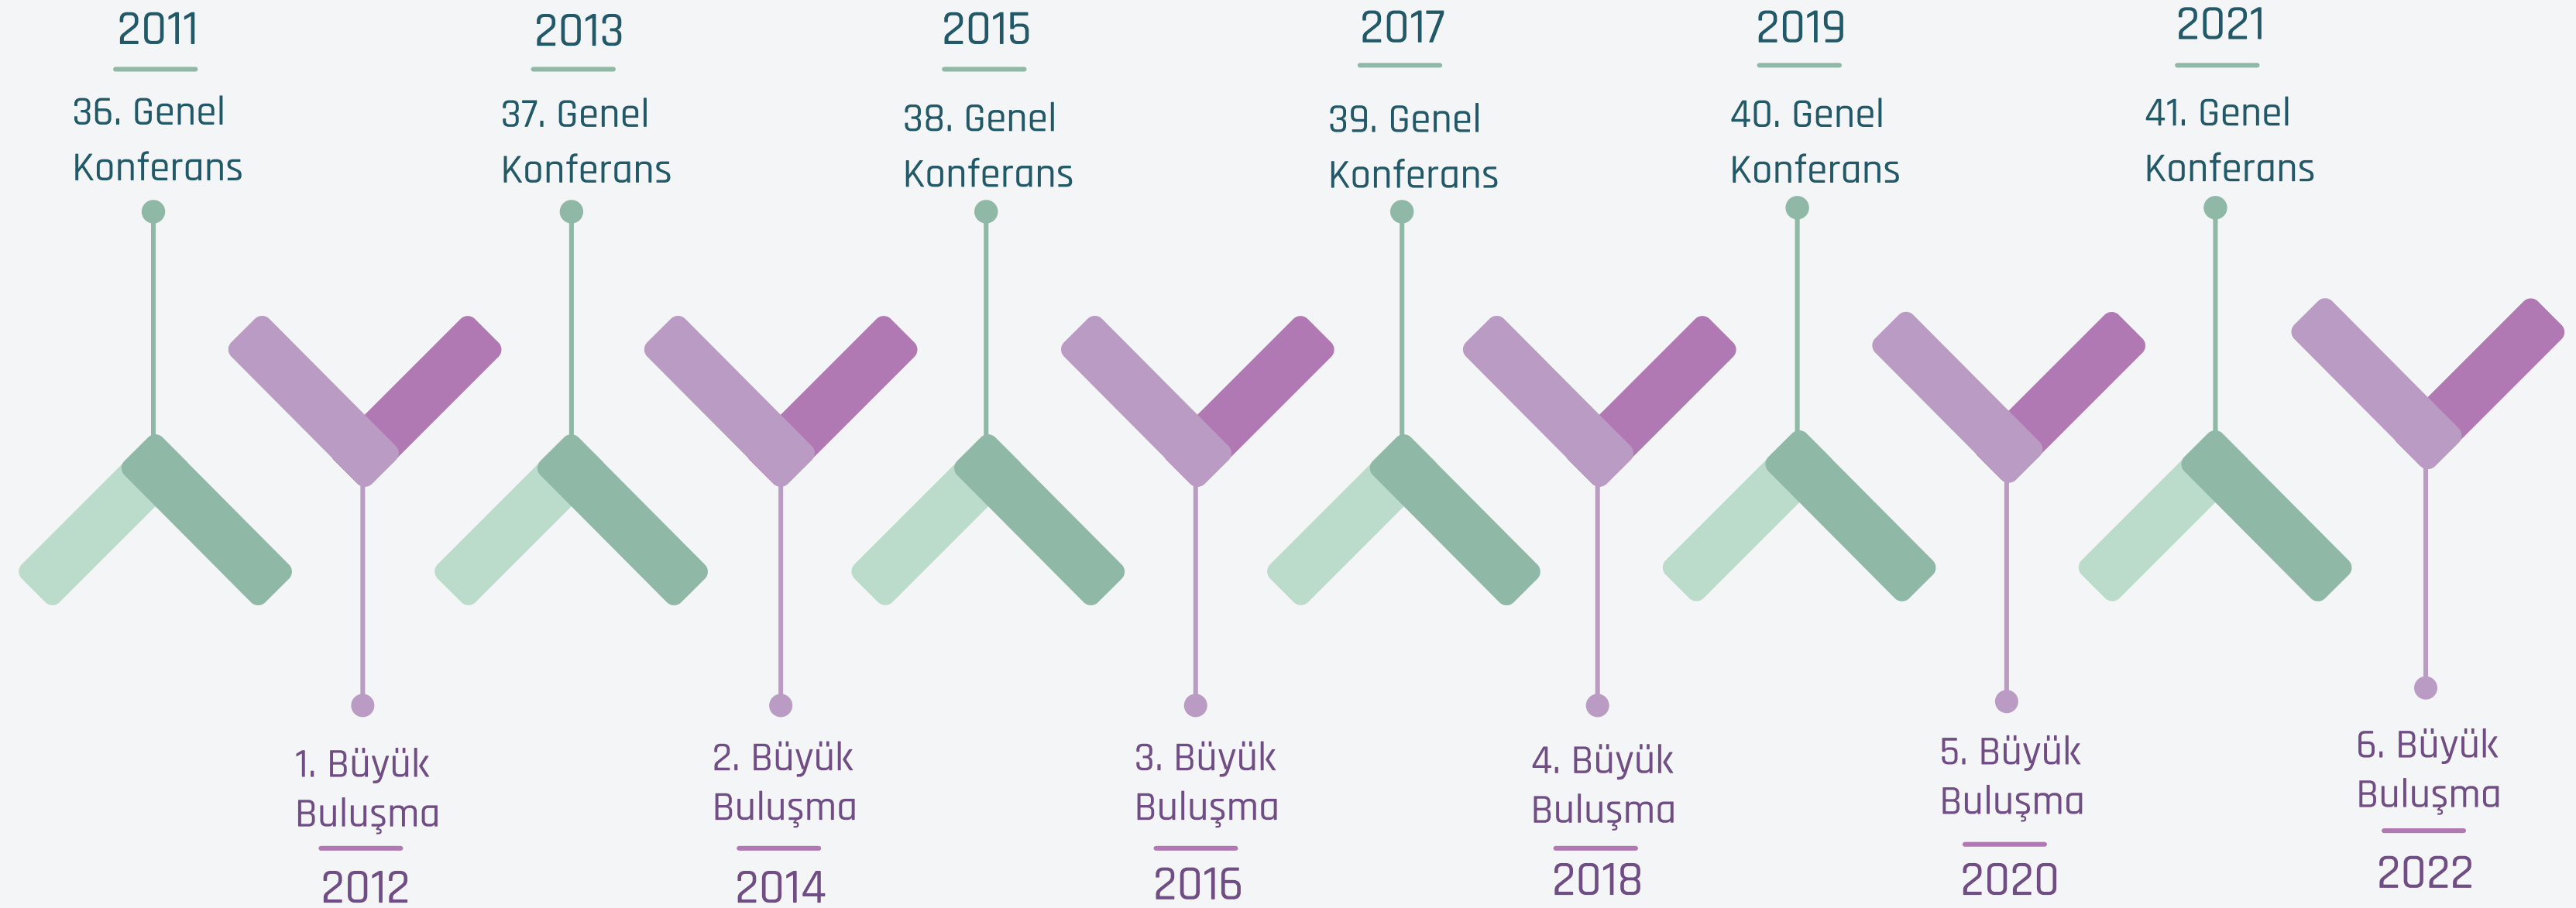 2011
36. Genel
Konferans
2013
37. Genel
Konferans
2015
38. Genel
Konferans
2017
39. Genel
Konferans
2019
40. Genel
Konferans
2021
41. Genel
Konferans
1. Büyük
Buluşma
2012
2. Büyük
Buluşma
2014
3. Büyük
Buluşma
2016
4. Büyük
Buluşma
2018
5. Büyük
Buluşma
2020
6. Büyük
Buluşma
2022